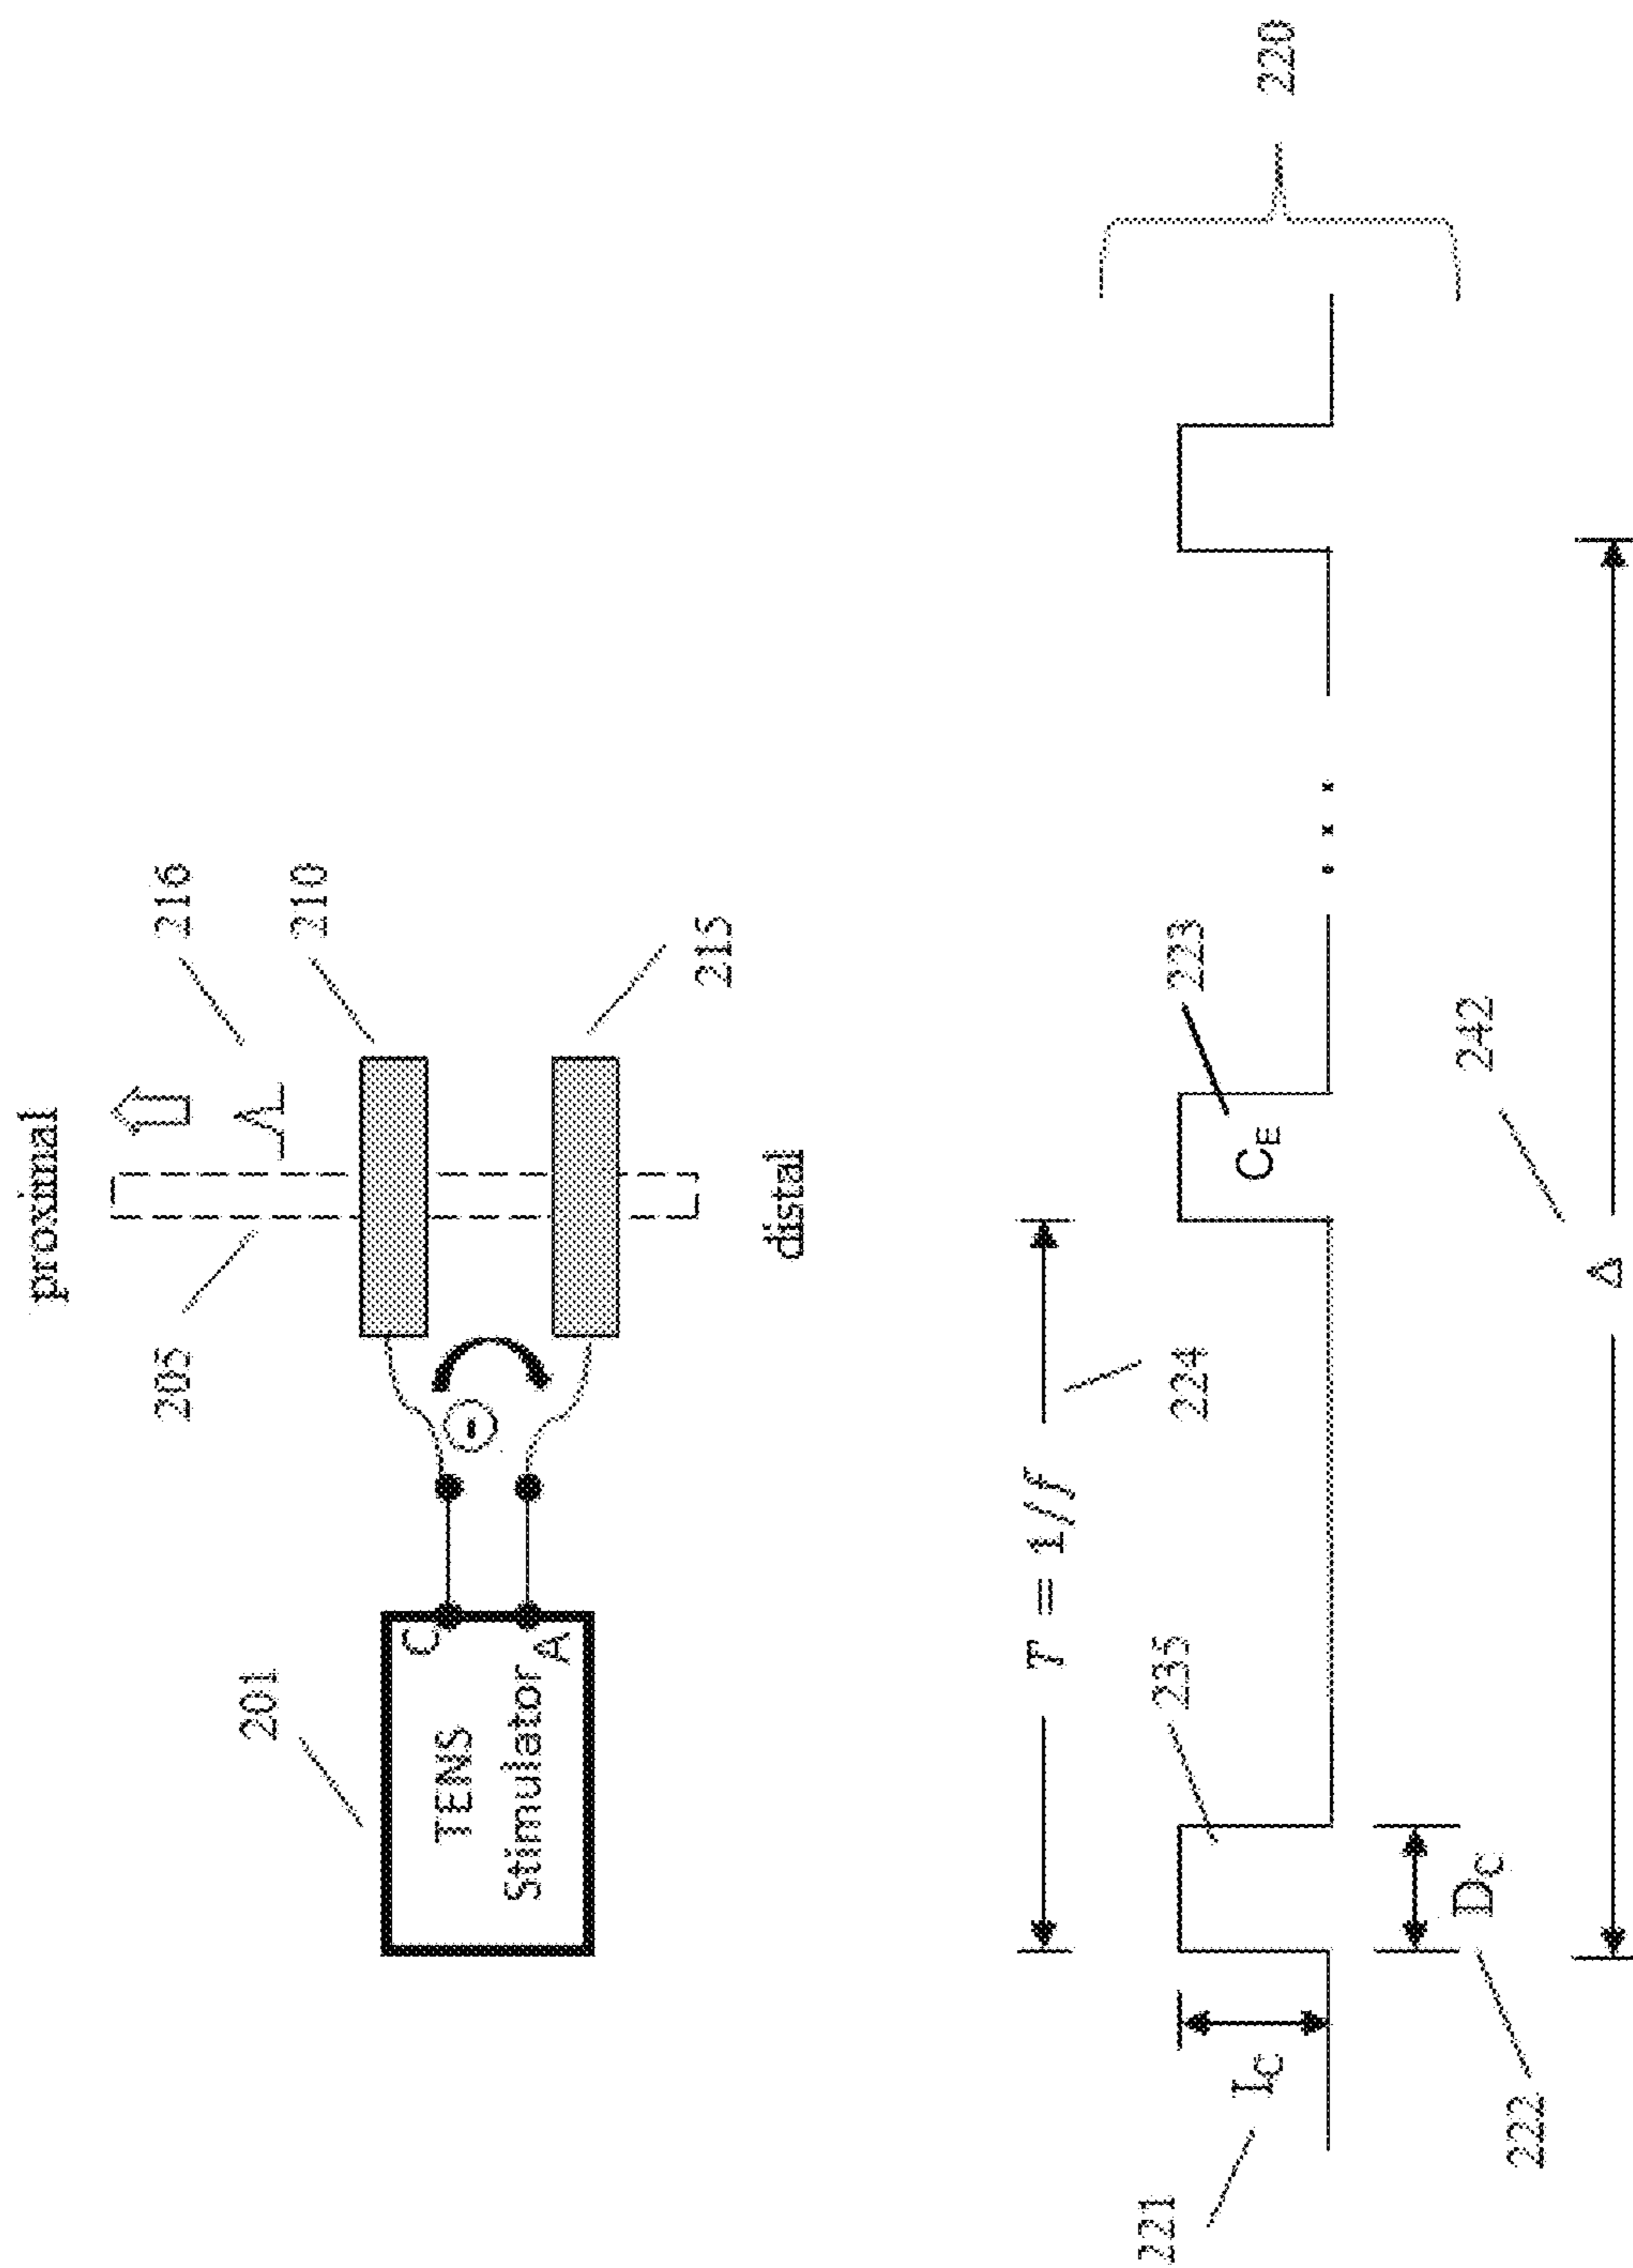 proximal
216
205
210
201
TENS
Stimulator
C
A
215
distal
T = 1/f
224
223
235
C_E
220
221
I_C
D_C
222
242
Δ